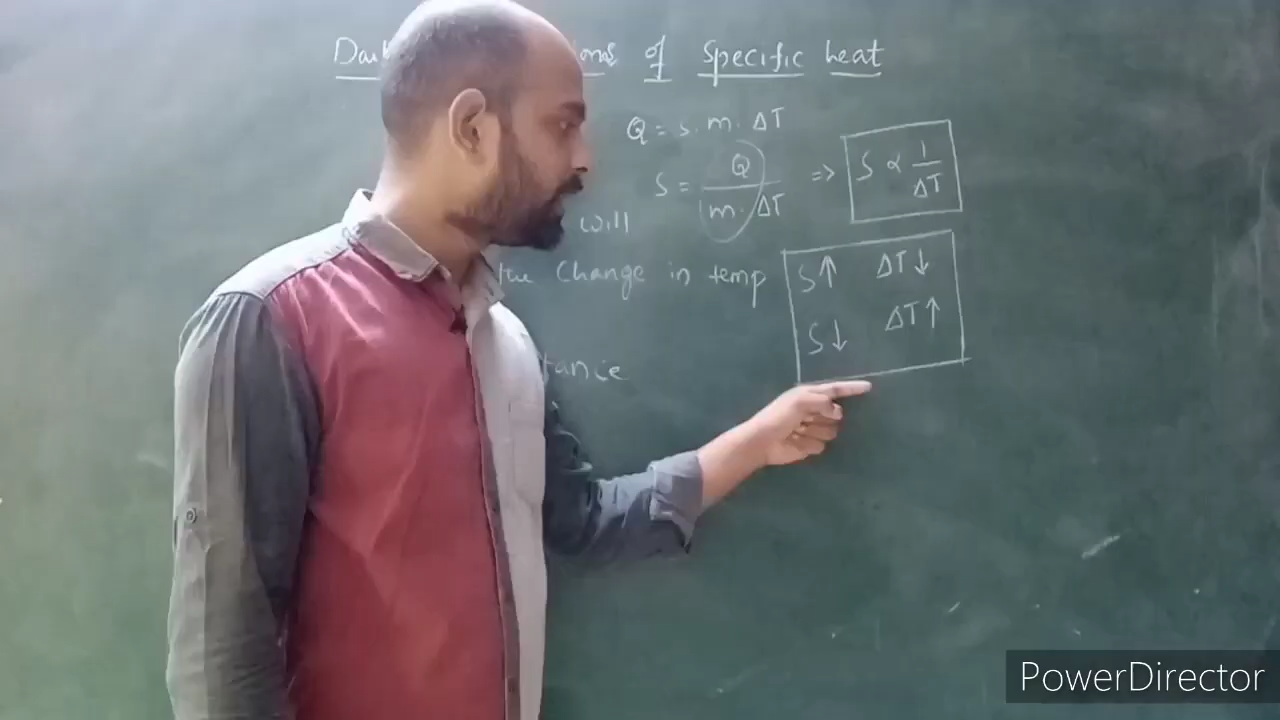 of Specific heat
Q = s. m. ΔT
S = Q / m. ΔT ⇒ S ∝ 1 / ΔT
will
the change in temp
S↑ ΔT↓
S↓ ΔT↑
PowerDirector